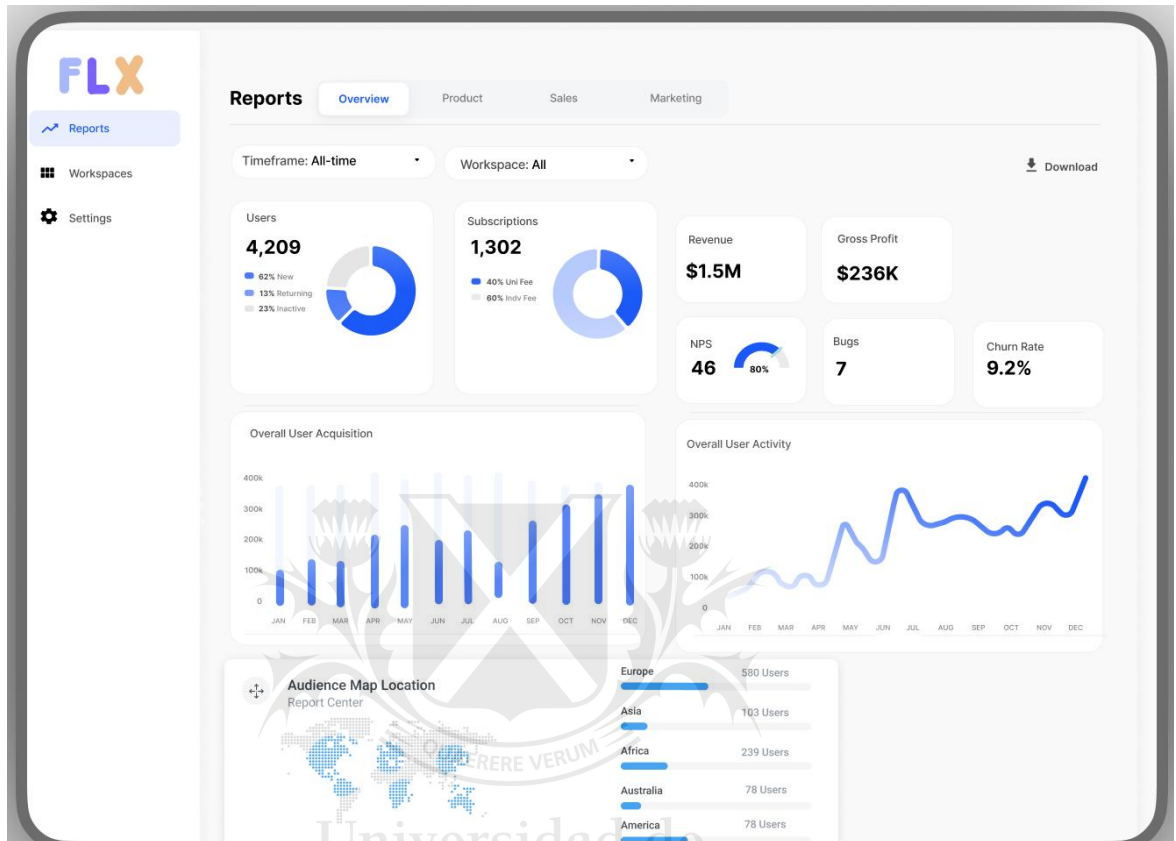 FLX
Reports
Workspaces
Settings
Reports Overview Product Sales Marketing
Timeframe: All-time
Workspace: All
Download
Users
4,209
62% New
13% Returning
23% Inactive
Subscriptions
1,302
40% Uni Fee
60% Indv Fee
Revenue
$1.5M
Gross Profit
$236K
NPS
46
80%
Bugs
7
Churn Rate
9.2%
Overall User Acquisition
400k
300k
200k
100k
0
JAN FEB MAR APR MAY JUN JUL AUG SEP OCT NOV DEC
Overall User Activity
400k
300k
200k
100k
0
JAN FEB MAR APR MAY JUN JUL AUG SEP OCT NOV DEC
Audience Map Location
Report Center
Europe 580 Users
Asia 103 Users
Africa 239 Users
Australia 78 Users
America 78 Users
QUAERERE VERUM
Universidad de